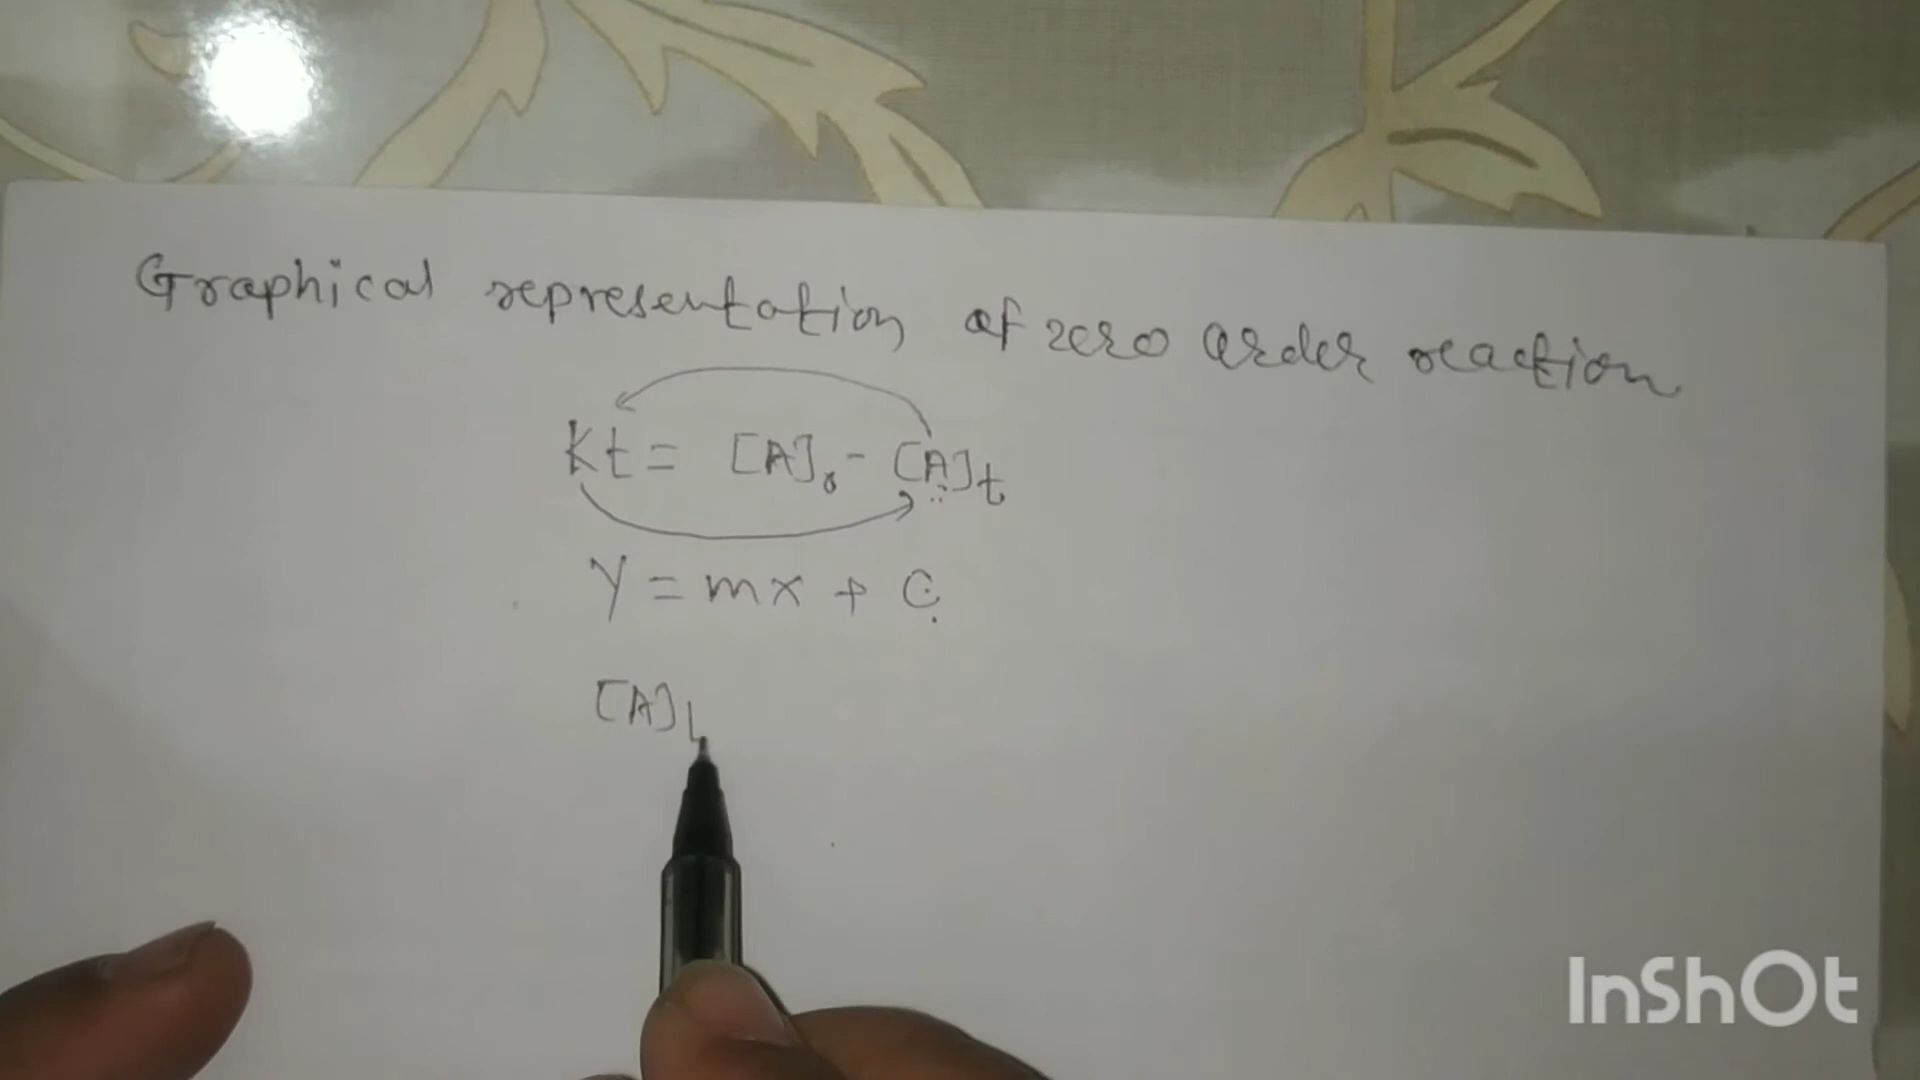 Graphical representation of zero order reaction
Kt = [A]₀ - [A]t
Y = mx + C
[A]
InShOt